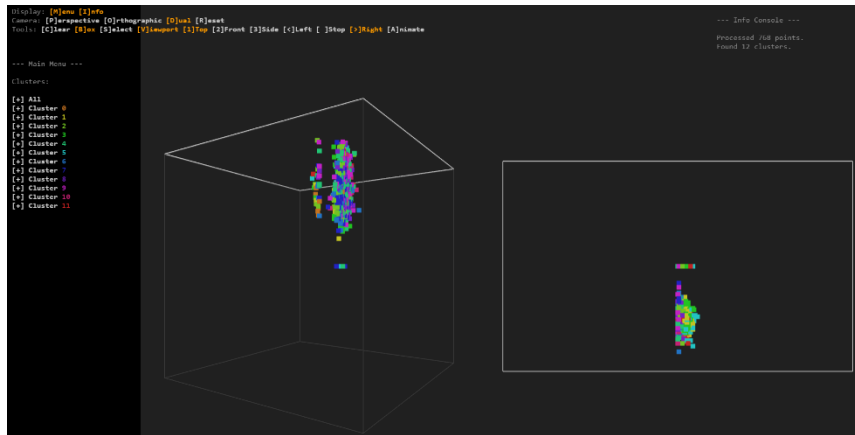 Display: [M]enu [I]nfo
Camera: [P]erspective [O]rthographic [D]ual [R]eset
Tools: [C]lear [B]ox [S]elect [V]iewport [1]Top [2]Front [3]Side [<]Left [ ]Stop [>]Right [A]nimate
--- Info Console ---
Processed 768 points.
Found 12 clusters.
--- Main Menu ---
Clusters:
[+] All
[+] Cluster 0
[+] Cluster 1
[+] Cluster 2
[+] Cluster 3
[+] Cluster 4
[+] Cluster 5
[+] Cluster 6
[+] Cluster 7
[+] Cluster 8
[+] Cluster 9
[+] Cluster 10
[+] Cluster 11